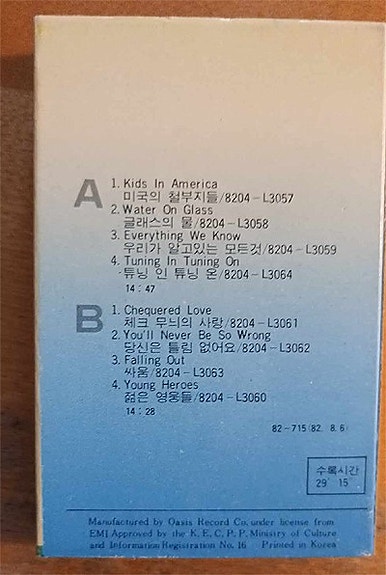 A
1. Kids In America
미국의 철부지들/8204-L3057
2. Water On Glass
글래스의 물/8204-L3058
3. Everything We Know
우리가 알고있는 모든것/8204-L3059
4. Tuning In Tuning On
튜닝 인 튜닝 온/8204-L3064
14:47
B
1. Chequered Love
체크 무늬의 사랑/8204-L3061
2. You'll Never Be So Wrong
당신은 틀림 없어요/8204-L3062
3. Falling Out
싸움/8204-L3063
4. Young Heroes
젊은 영웅들/8204-L3060
14:28
82-715(82. 8. 6)
수록시간
29' 15"
Manufactured by Oasis Record Co, under license from
EMI Approved by the K, E, C, P, P, Ministry of Culture
and Information Registration No. 16 Printed in Korea